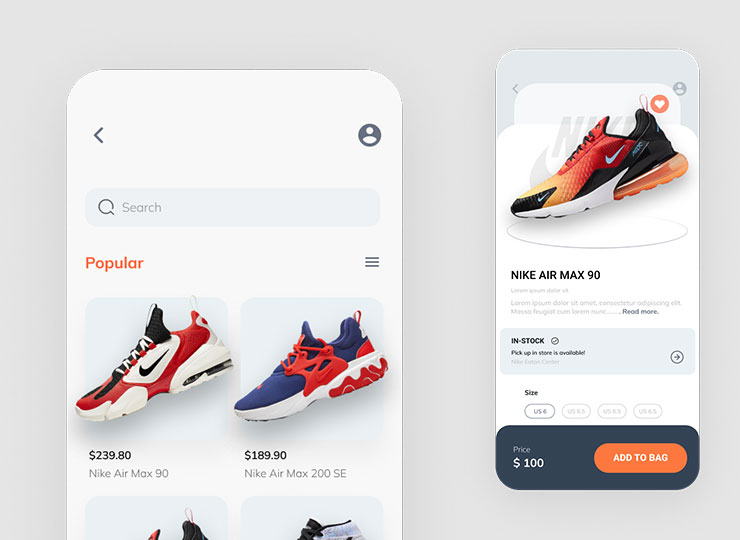 Search
Popular
$239.80
Nike Air Max 90
$189.90
Nike Air Max 200 SE
NIKE
NIKE AIR MAX 90
Lorem ipsum dolor sit
Lorem ipsum dolor sit amet, consectetur adipiscing elit.
Massa feugiat cum lorem nunc....... Read more.
IN-STOCK
Pick up in store is available!
Nike Eaton Center
Size
US 6
US 5.5
US 6.5
US 6.5
Price
$ 100
ADD TO BAG